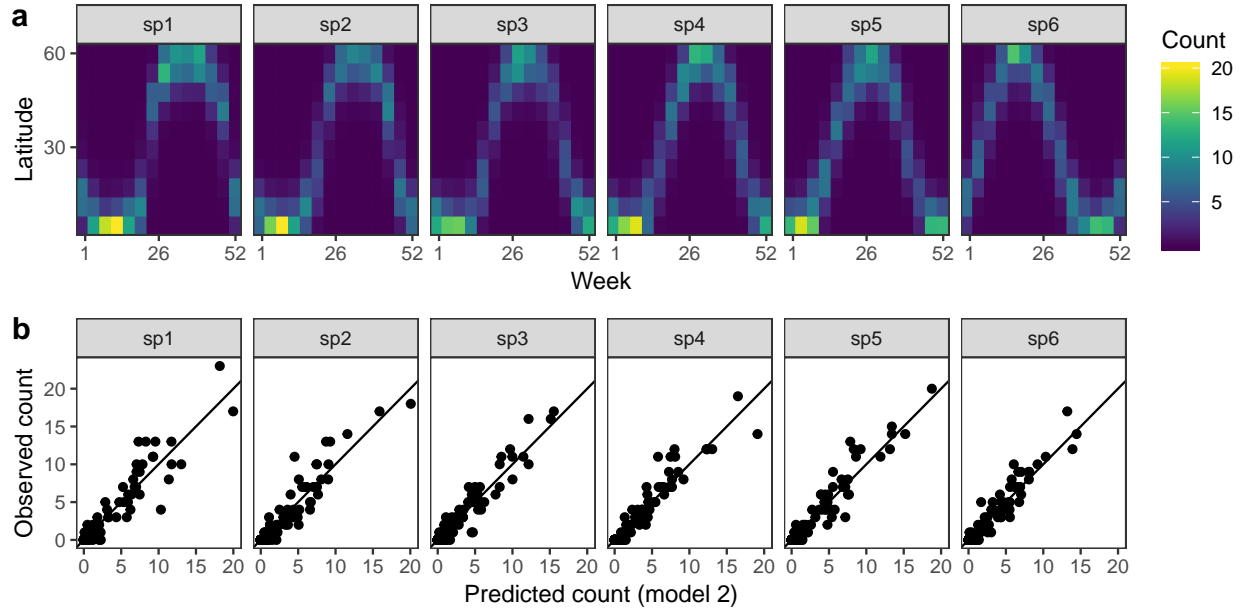 a
sp1 sp2 sp3 sp4 sp5 sp6
Latitude
60
30
1 26 52 1 26 52 1 26 52 1 26 52 1 26 52 1 26 52
Week
Count
20
15
10
5
b
sp1 sp2 sp3 sp4 sp5 sp6
Observed count
20
15
10
5
0
0 5 10 15 20 0 5 10 15 20 0 5 10 15 20 0 5 10 15 20 0 5 10 15 20 0 5 10 15 20
Predicted count (model 2)